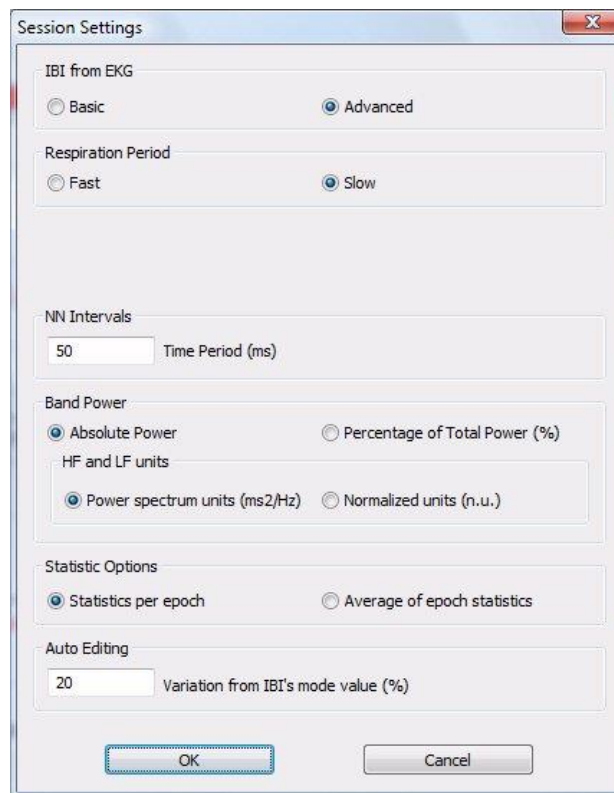 Session Settings
IBI from EKG
Basic
Advanced
Respiration Period
Fast
Slow
NN Intervals
50
Time Period (ms)
Band Power
Absolute Power
Percentage of Total Power (%)
HF and LF units
Power spectrum units (ms2/Hz)
Normalized units (n.u.)
Statistic Options
Statistics per epoch
Average of epoch statistics
Auto Editing
20
Variation from IBI's mode value (%)
OK
Cancel